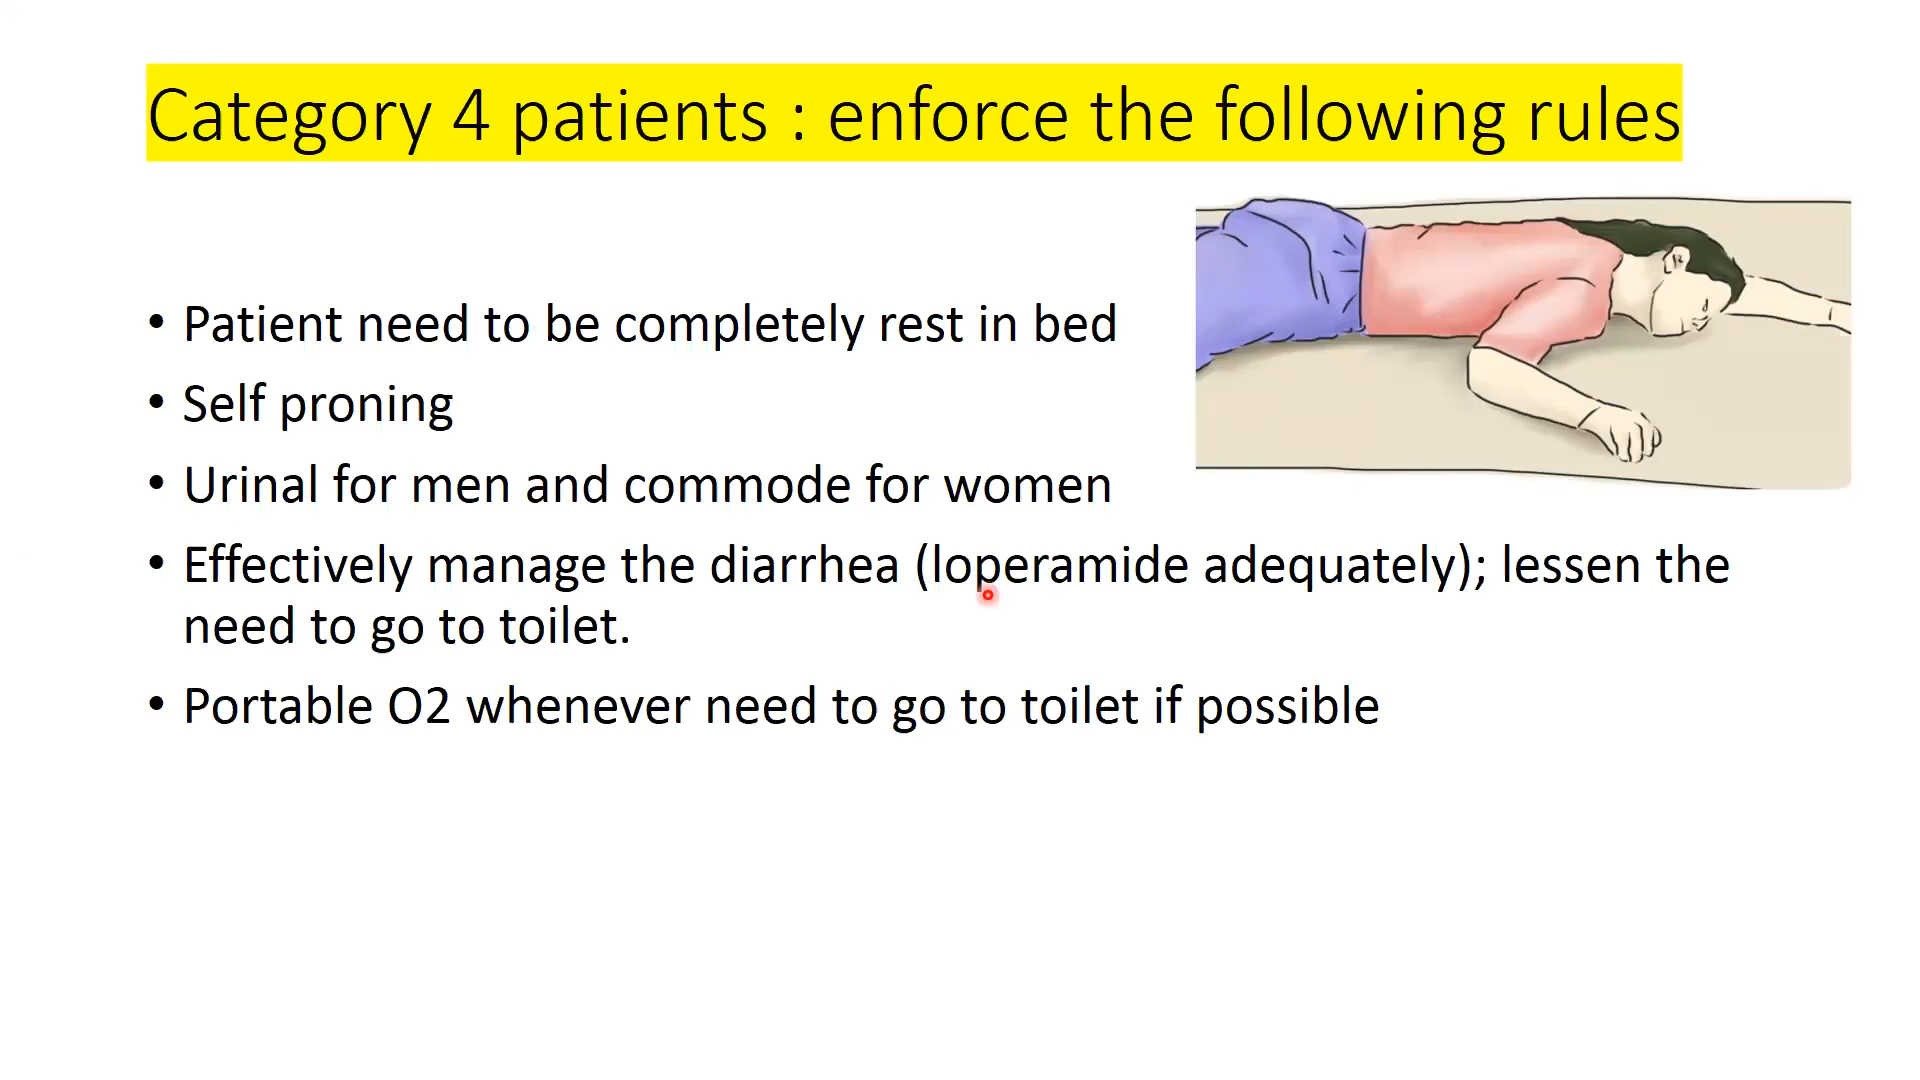 Category 4 patients : enforce the following rules
• Patient need to be completely rest in bed
• Self proning
• Urinal for men and commode for women
• Effectively manage the diarrhea (loperamide adequately); lessen the
need to go to toilet.
• Portable O2 whenever need to go to toilet if possible